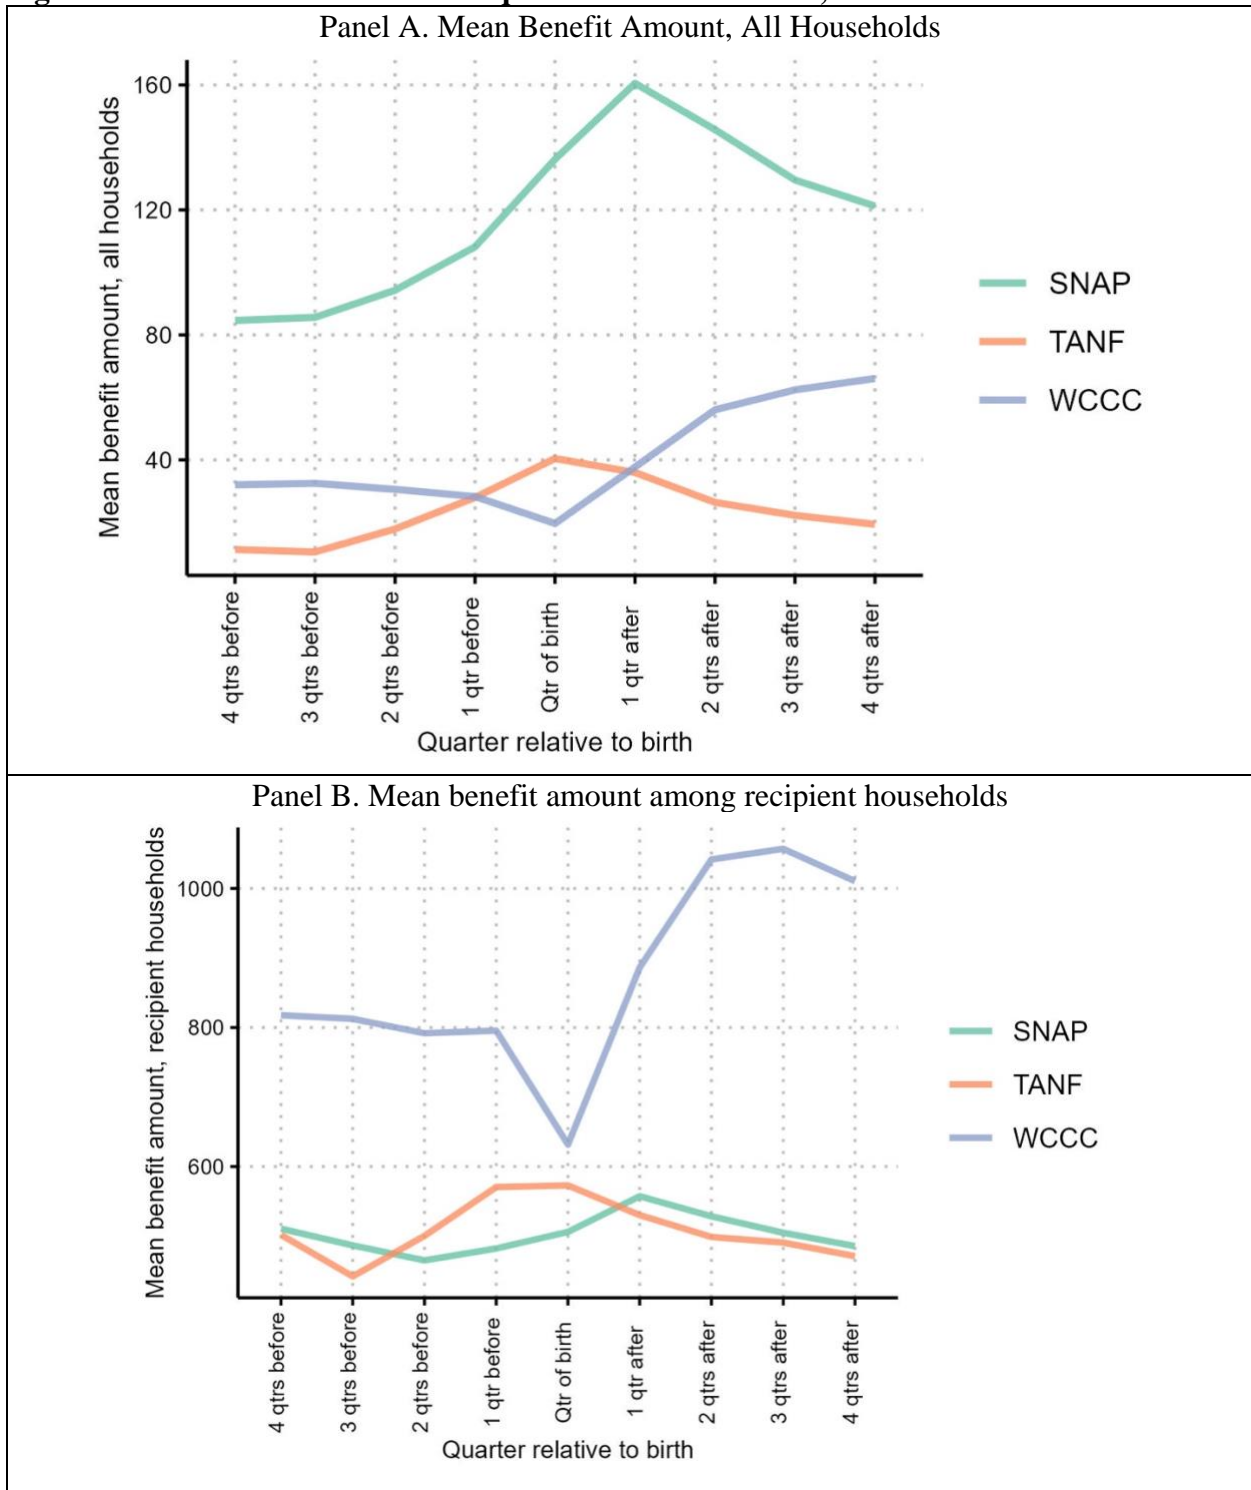 Panel A. Mean Benefit Amount, All Households
Mean benefit amount, all households
160
120
80
40
4 qtrs before
3 qtrs before
2 qtrs before
1 qtr before
Qtr of birth
1 qtr after
2 qtrs after
3 qtrs after
4 qtrs after
Quarter relative to birth
SNAP
TANF
WCCC
Panel B. Mean benefit amount among recipient households
Mean benefit amount, recipient households
1000
800
600
4 qtrs before
3 qtrs before
2 qtrs before
1 qtr before
Qtr of birth
1 qtr after
2 qtrs after
3 qtrs after
4 qtrs after
Quarter relative to birth
SNAP
TANF
WCCC